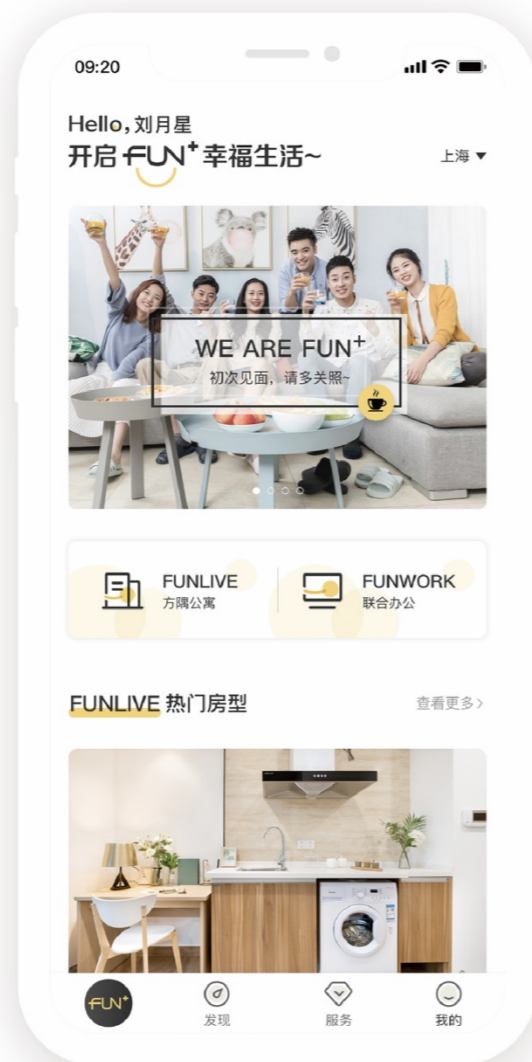 09:20
Hello, 刘月星
开启 FUN+ 幸福生活~
上海 ▼
WE ARE FUN+
初次见面，请多关照~
FUNLIVE
方隅公寓
FUNWORK
联合办公
FUNLIVE 热门房型
查看更多>
FUN+
发现
服务
我的